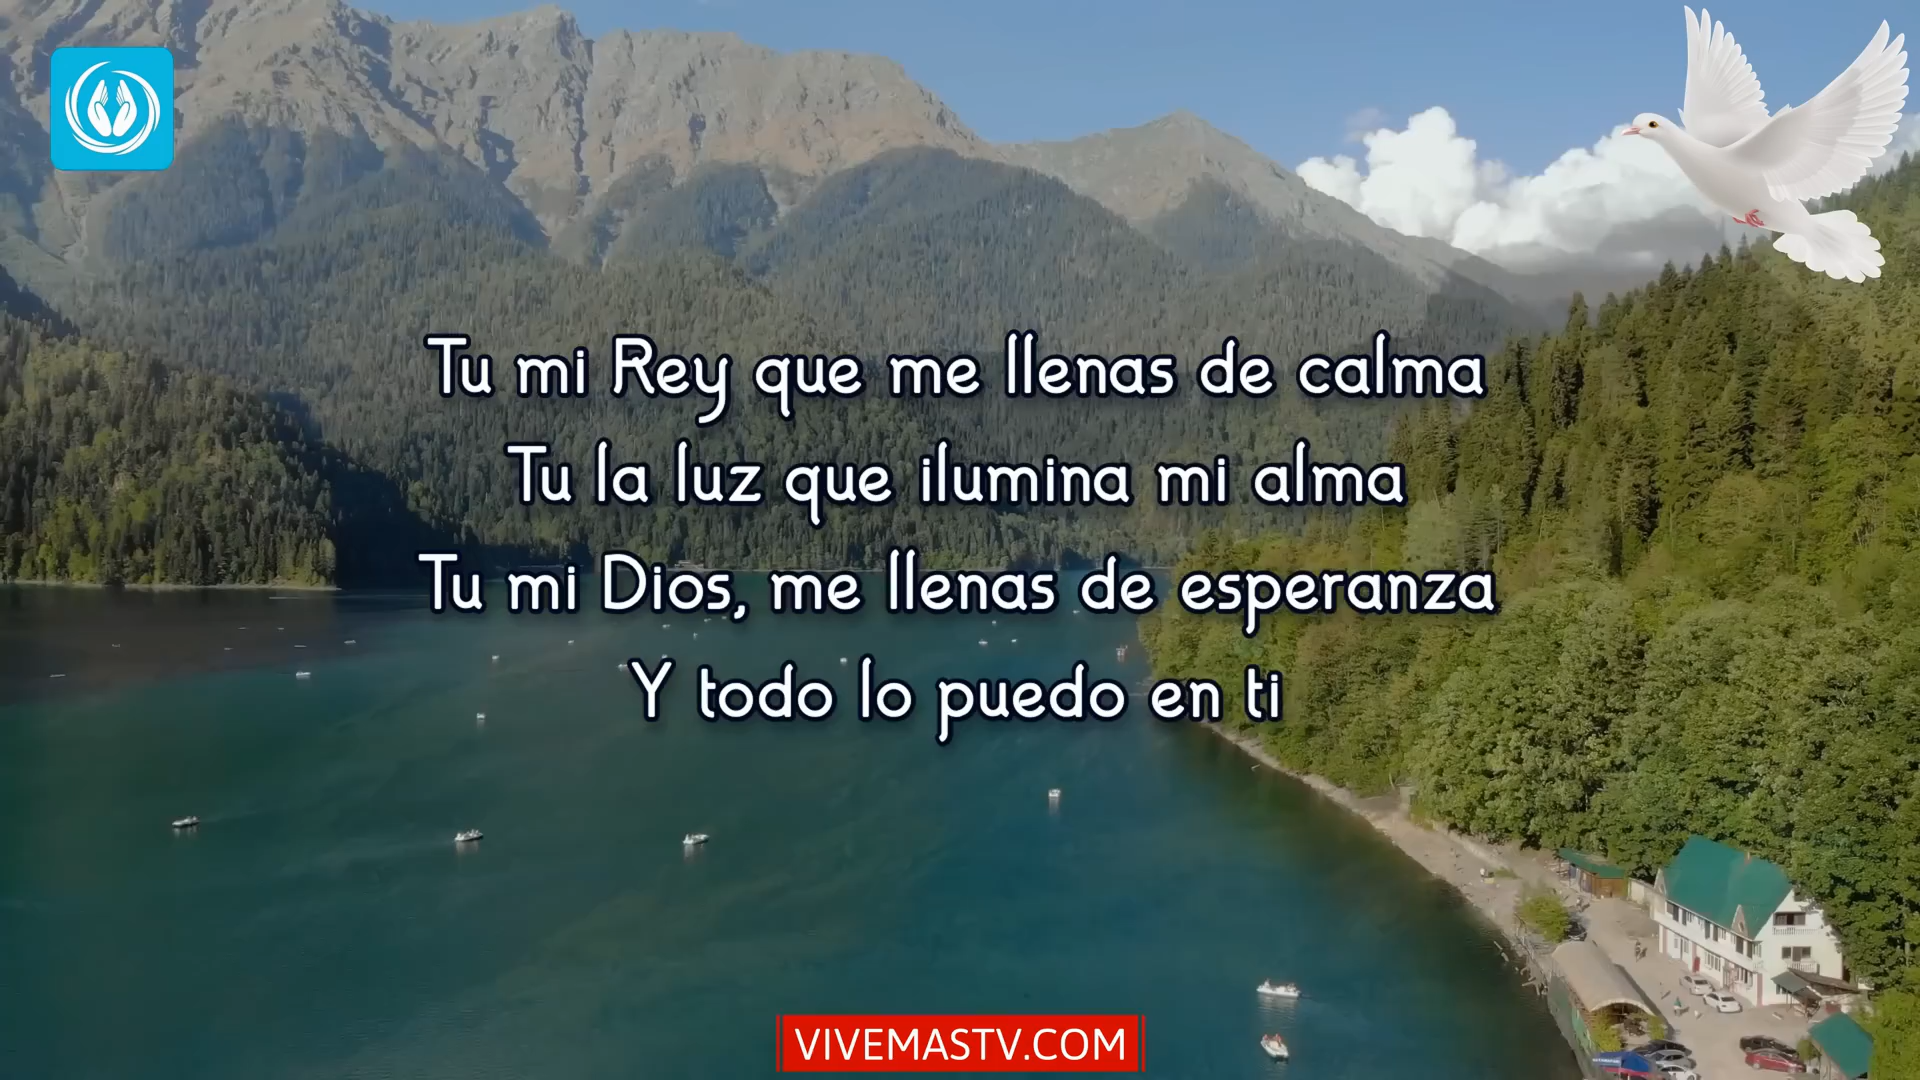 Tu mi Rey que me llenas de calma
Tu la luz que ilumina mi alma
Tu mi Dios, me llenas de esperanza
Y todo lo puedo en ti
VIVEMASTV.COM